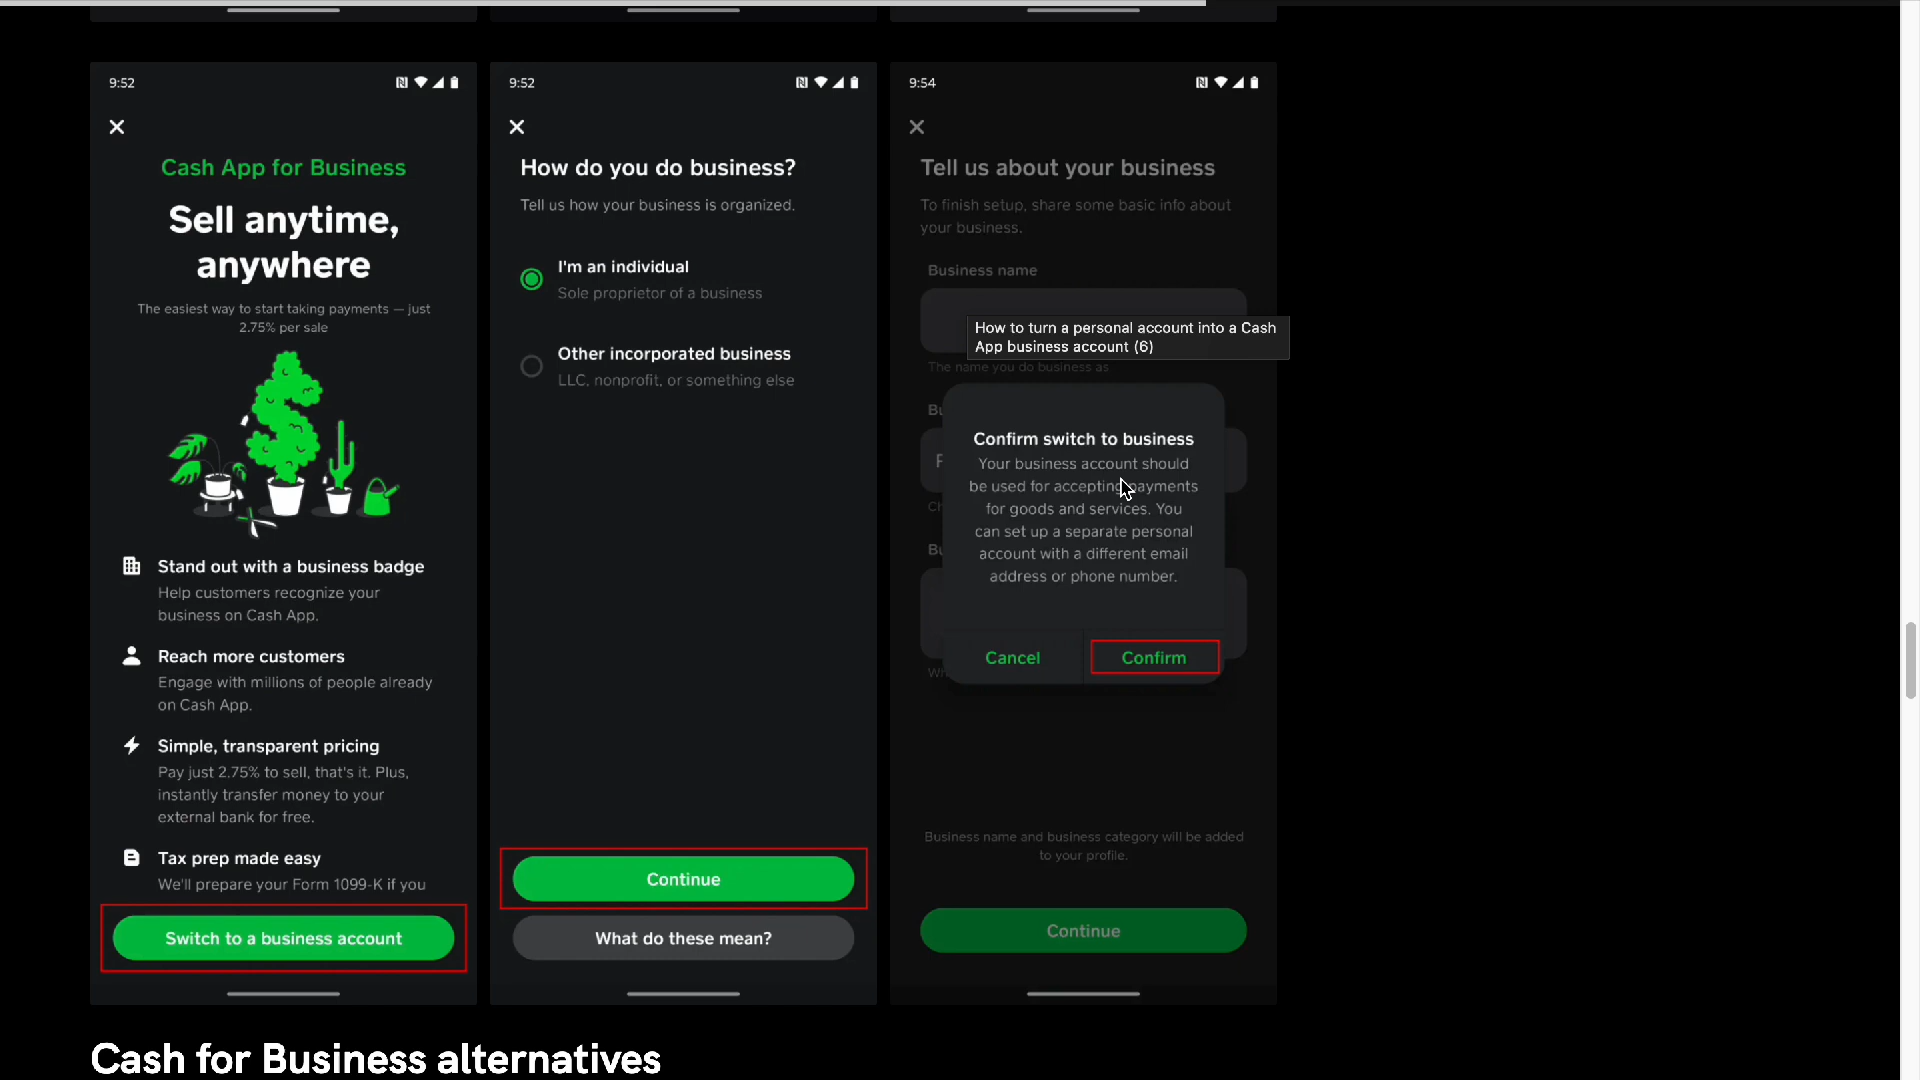 9:52
Cash App for Business
Sell anytime,
anywhere
The easiest way to start taking payments — just
2.75% per sale
Stand out with a business badge
Help customers recognize your
business on Cash App.
Reach more customers
Engage with millions of people already
on Cash App.
Simple, transparent pricing
Pay just 2.75% to sell, that's it. Plus,
instantly transfer money to your
external bank for free.
Tax prep made easy
We'll prepare your Form 1099-K if you
Switch to a business account
9:52
How do you do business?
Tell us how your business is organized.
I'm an individual
Sole proprietor of a business
Other incorporated business
LLC, nonprofit, or something else
Continue
What do these mean?
9:54
Tell us about your business
To finish setup, share some basic info about
your business.
Business name
How to turn a personal account into a Cash
App business account (6)
The name you do business as
Confirm switch to business
Your business account should
be used for accepting payments
for goods and services. You
can set up a separate personal
account with a different email
address or phone number.
Cancel
Confirm
Business name and business category will be added
to your profile.
Continue
Cash for Business alternatives